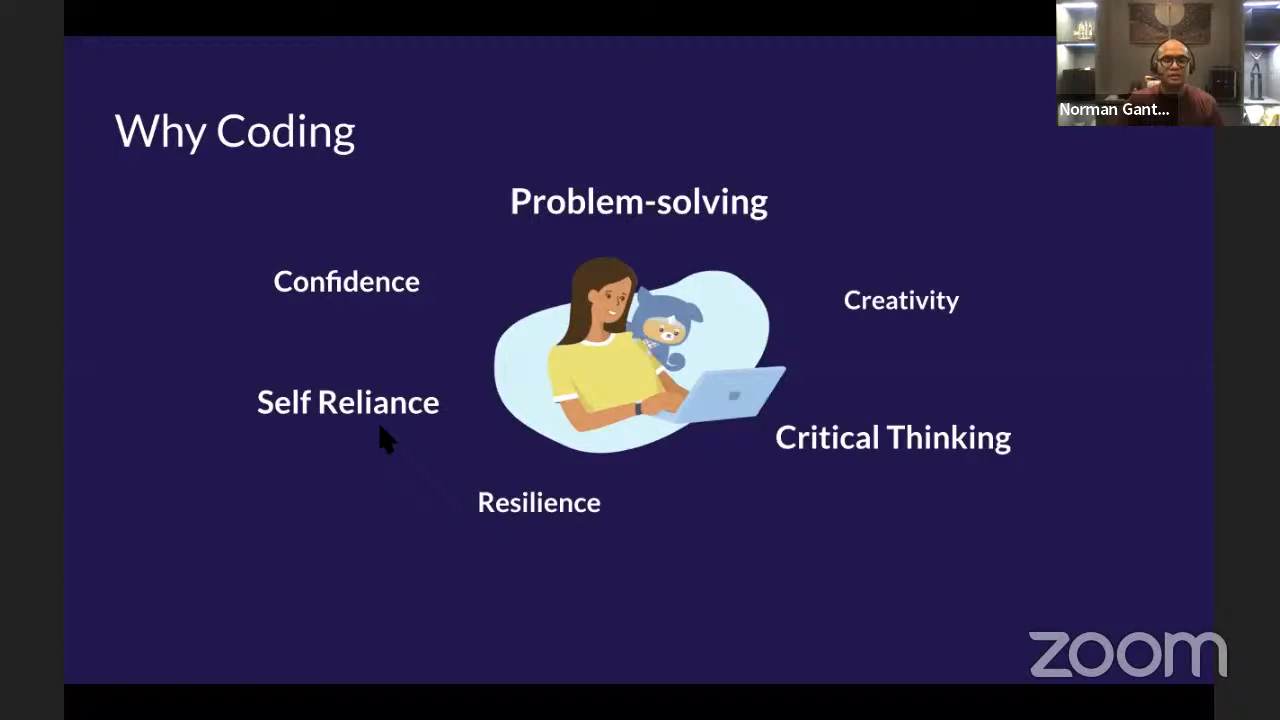 Norman Gant...
Why Coding
Problem-solving
Confidence
Creativity
Self Reliance
Critical Thinking
Resilience
zoom